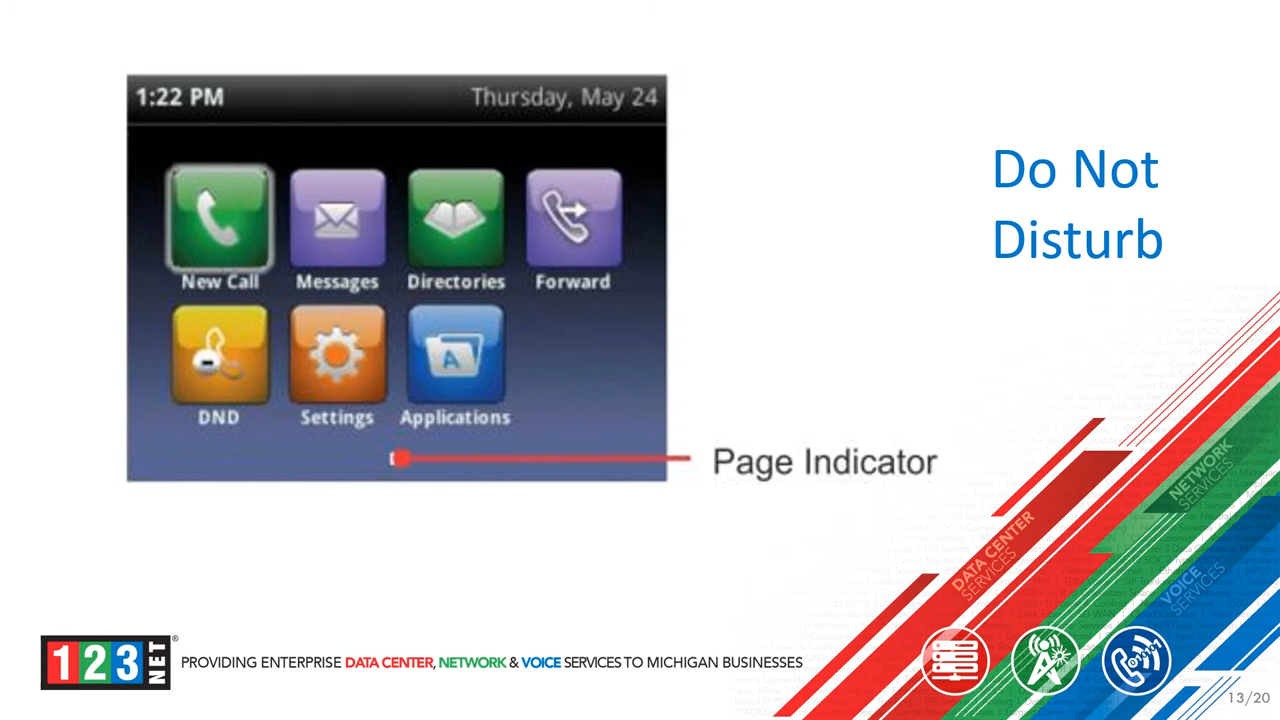 1:22 PM
Thursday, May 24
Do Not
Disturb
New Call
Messages
Directories
Forward
A
DND
Settings
Applications
Page Indicator
NETWORK
SERVICES
DATA CENTER
SERVICES
VOICE
SERVICES
123NET®
PROVIDING ENTERPRISE DATA CENTER, NETWORK & VOICE SERVICES TO MICHIGAN BUSINESSES
13/20